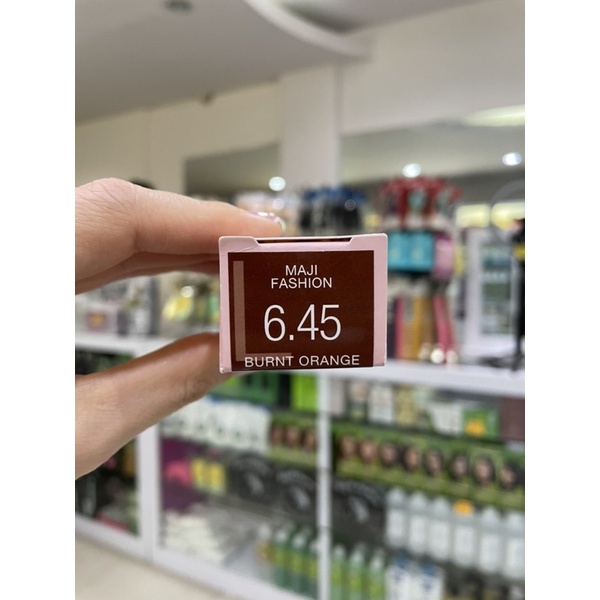 MAJI
FASHION
6.45
BURNT ORANGE